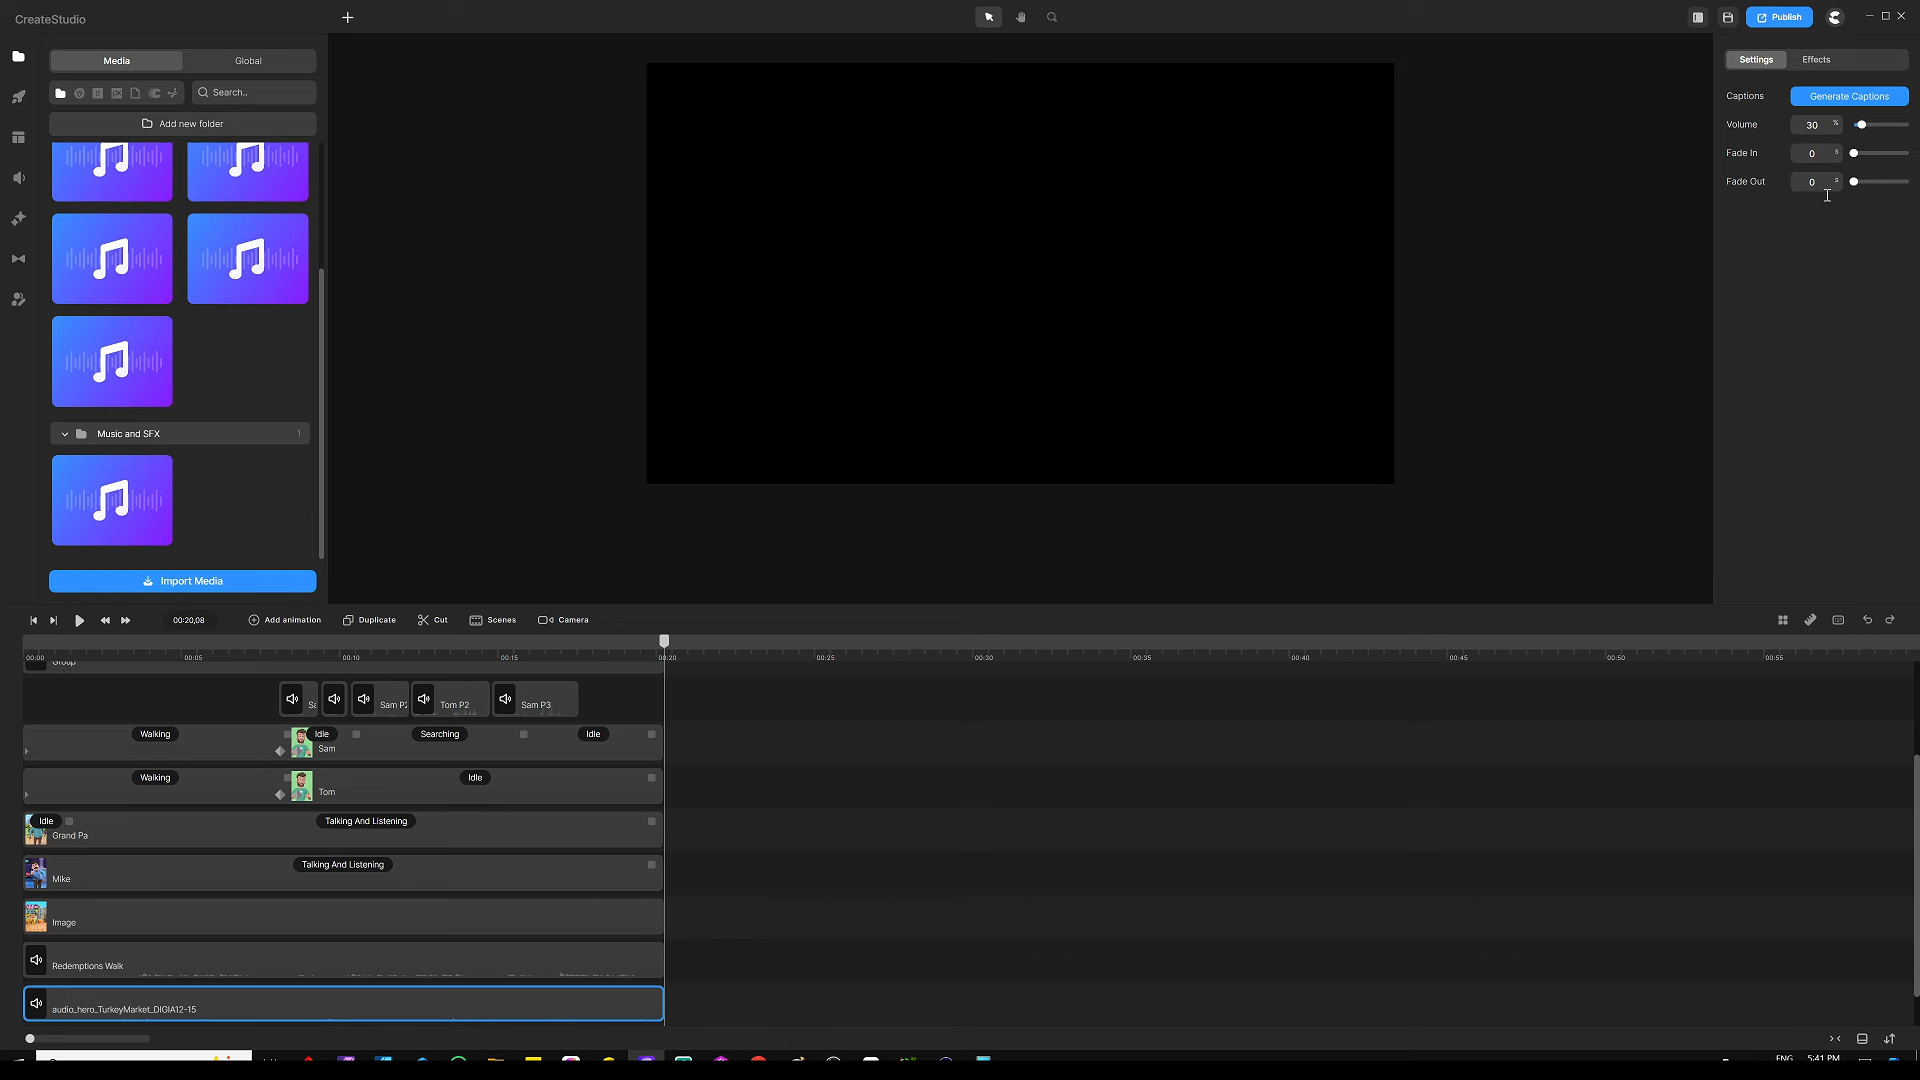 CreateStudio
Publish
Media
Global
Search..
Add new folder
Music and SFX
1
Import Media
Settings
Effects
Captions
Generate Captions
Volume
30 %
Fade In
0 s
Fade Out
0 s
00:20,08
Add animation
Duplicate
Cut
Scenes
Camera
00:00
00:05
00:10
00:15
00:20
00:25
00:30
00:35
00:40
00:45
00:50
00:55
Group
Sam P2
Tom P2
Sam P3
Walking
Idle
Searching
Idle
Sam
Walking
Idle
Tom
Idle
Talking And Listening
Grand Pa
Talking And Listening
Mike
Image
Redemptions Walk
audio_hero_TurkeyMarket_DIGIA12-15
ENG
5:41 PM